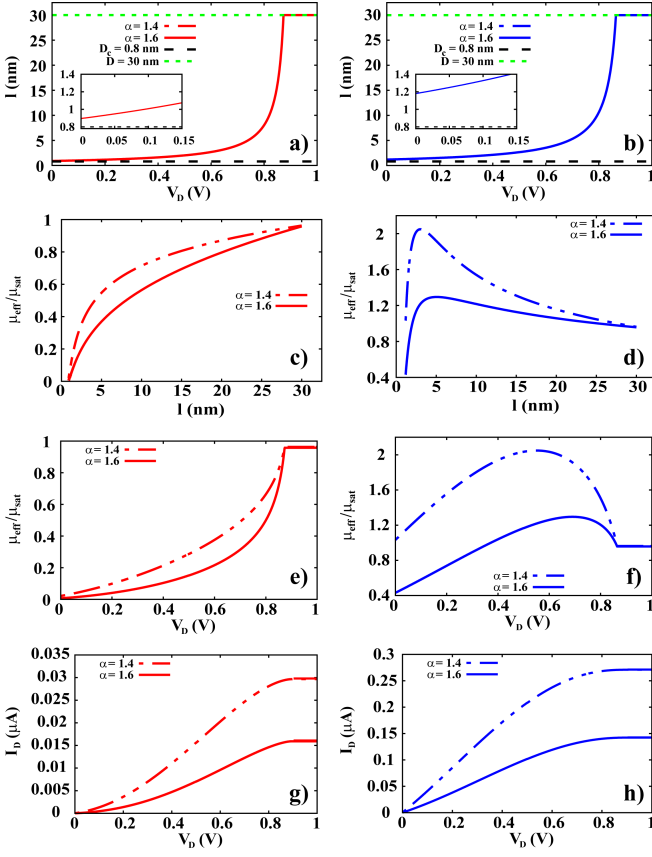 30
25
20
15
10
5
0
l (nm)
α = 1.4
α = 1.6
D_c = 0.8 nm
D = 30 nm
1.4
1.2
1
0.8
0 0.05 0.1 0.15
a)
0 0.2 0.4 0.6 0.8 1
V_D (V)
30
25
20
15
10
5
0
l (nm)
α = 1.4
α = 1.6
D_c = 0.8 nm
D = 30 nm
1.4
1.2
1
0.8
0 0.05 0.1 0.15
b)
0 0.2 0.4 0.6 0.8 1
V_D (V)
1
0.8
0.6
0.4
0.2
0
μ_eff/μ_sat
α = 1.4
α = 1.6
c)
0 5 10 15 20 25 30
l (nm)
2
1.6
1.2
0.8
0.4
μ_eff/μ_sat
α = 1.4
α = 1.6
d)
0 5 10 15 20 25 30
l (nm)
1
0.8
0.6
0.4
0.2
0
μ_eff/μ_sat
α = 1.4
α = 1.6
e)
0 0.2 0.4 0.6 0.8 1
V_D (V)
2
1.6
1.2
0.8
0.4
μ_eff/μ_sat
α = 1.4
α = 1.6
f)
0 0.2 0.4 0.6 0.8 1
V_D (V)
0.035
0.03
0.025
0.02
0.015
0.01
0.005
0
I_D (μA)
α = 1.4
α = 1.6
g)
0 0.2 0.4 0.6 0.8 1
V_D (V)
0.3
0.25
0.2
0.15
0.1
0.05
0
I_D (μA)
α = 1.4
α = 1.6
h)
0 0.2 0.4 0.6 0.8 1
V_D (V)